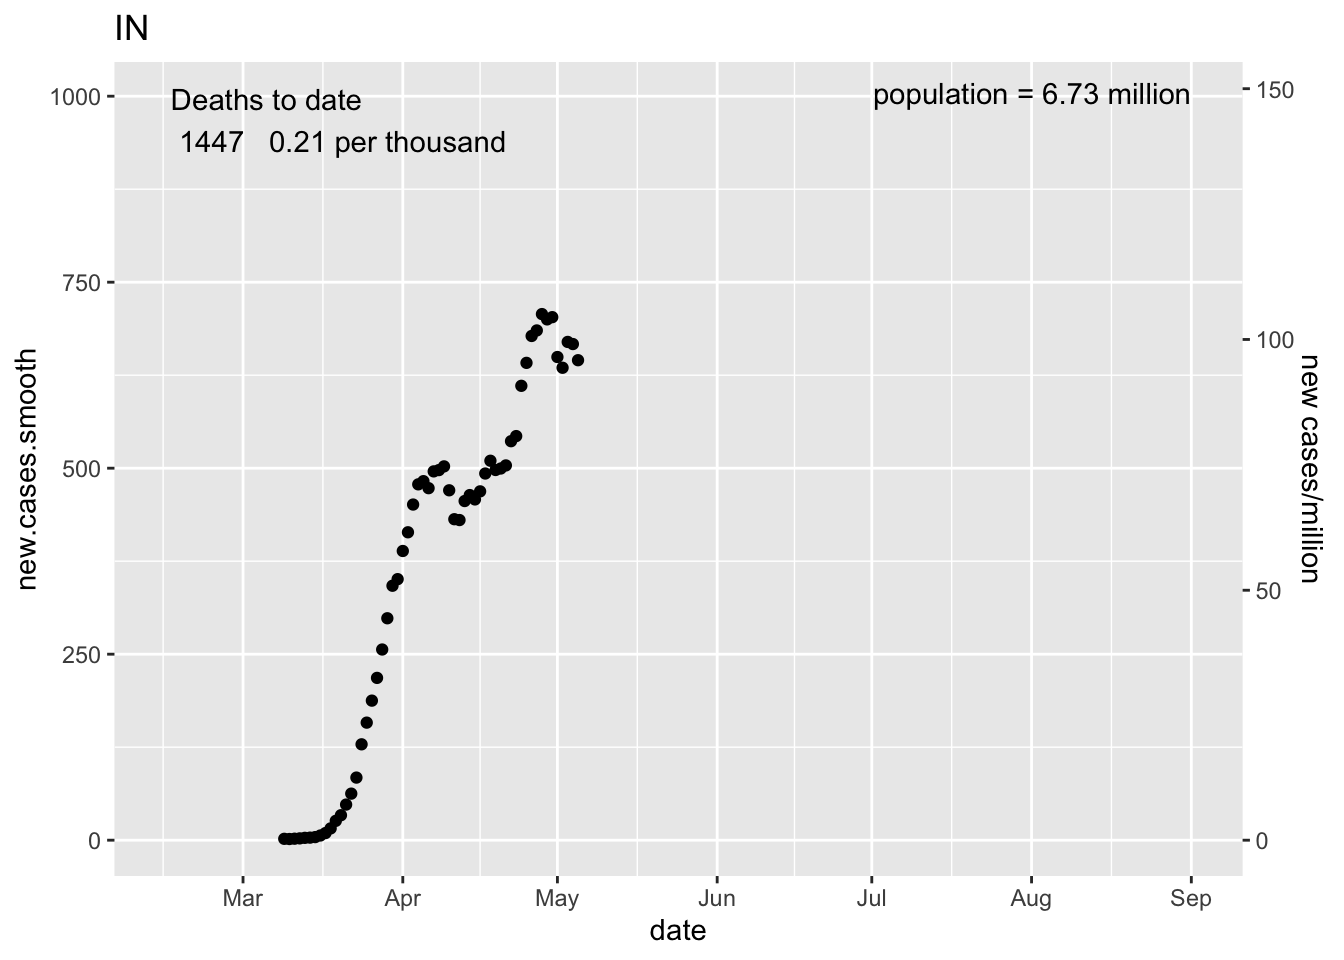 IN
Deaths to date
1447 0.21 per thousand
population = 6.73 million
1000
750
500
250
0
new.cases.smooth
150
100
50
0
new cases/million
Mar Apr May Jun Jul Aug Sep
date